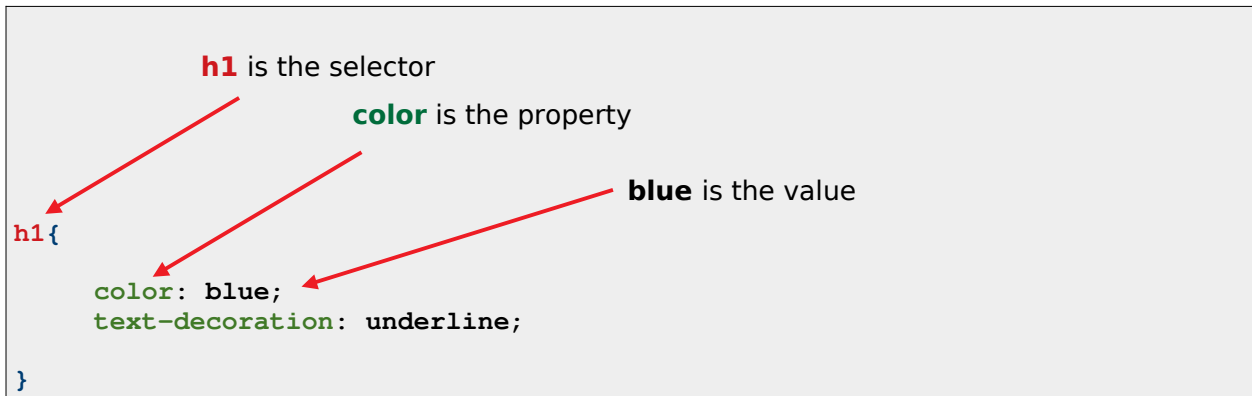 h1 is the selector
color is the property
blue is the value
h1{
color: blue;
text-decoration: underline;
}